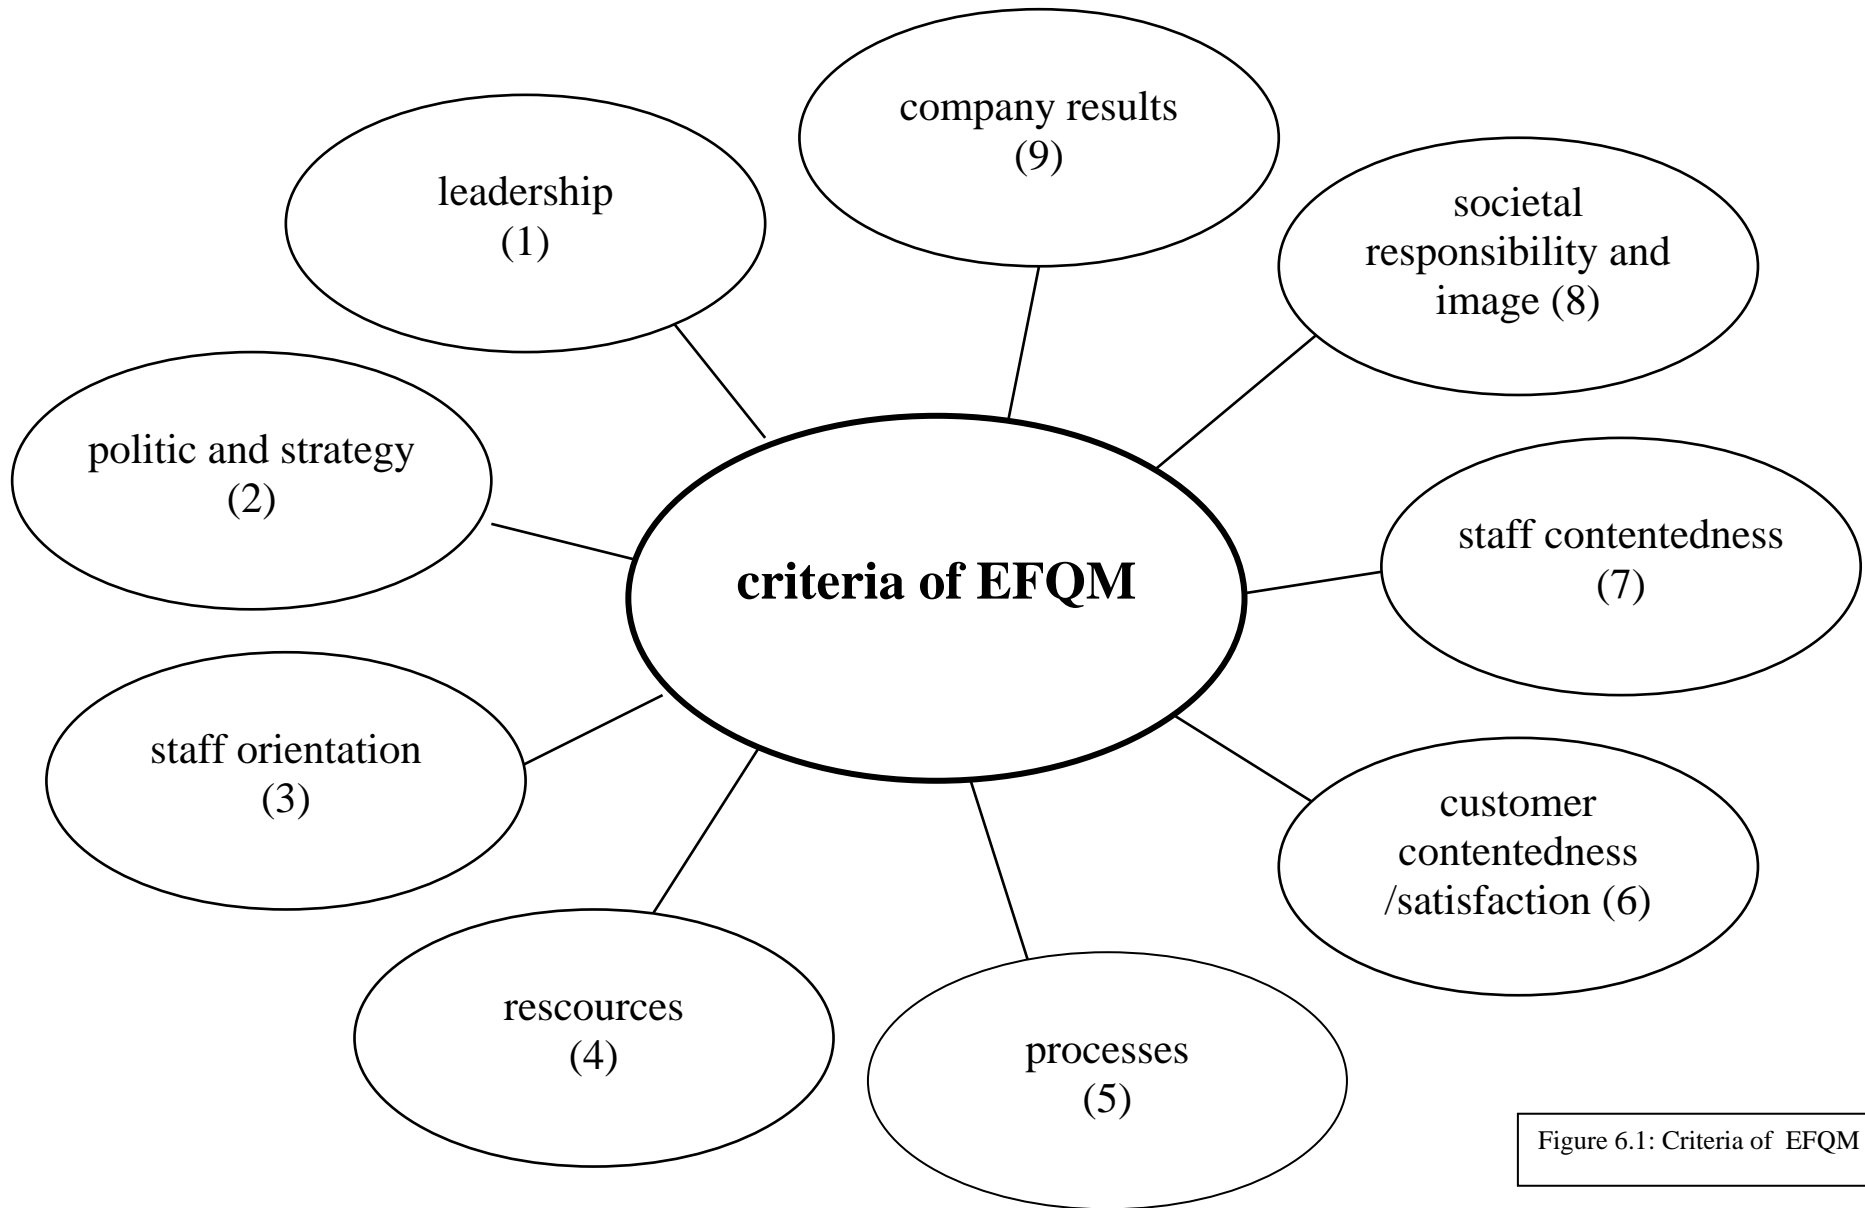 company results
(9)
leadership
(1)
societal
responsibility and
image (8)
politic and strategy
(2)
staff contentedness
(7)
criteria of EFQM
staff orientation
(3)
customer
contentedness
/satisfaction (6)
rescources
(4)
processes
(5)
Figure 6.1: Criteria of  EFQM